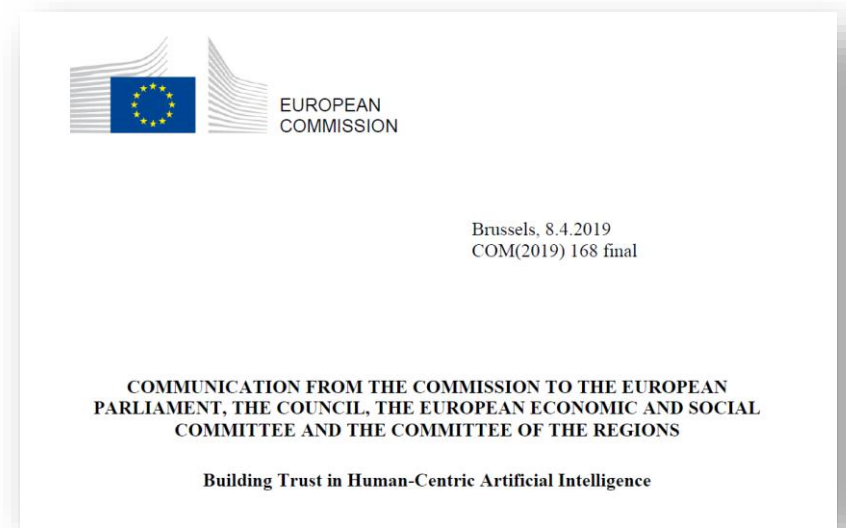 EUROPEAN
COMMISSION
Brussels, 8.4.2019
COM(2019) 168 final
COMMUNICATION FROM THE COMMISSION TO THE EUROPEAN
PARLIAMENT, THE COUNCIL, THE EUROPEAN ECONOMIC AND SOCIAL
COMMITTEE AND THE COMMITTEE OF THE REGIONS
Building Trust in Human-Centric Artificial Intelligence